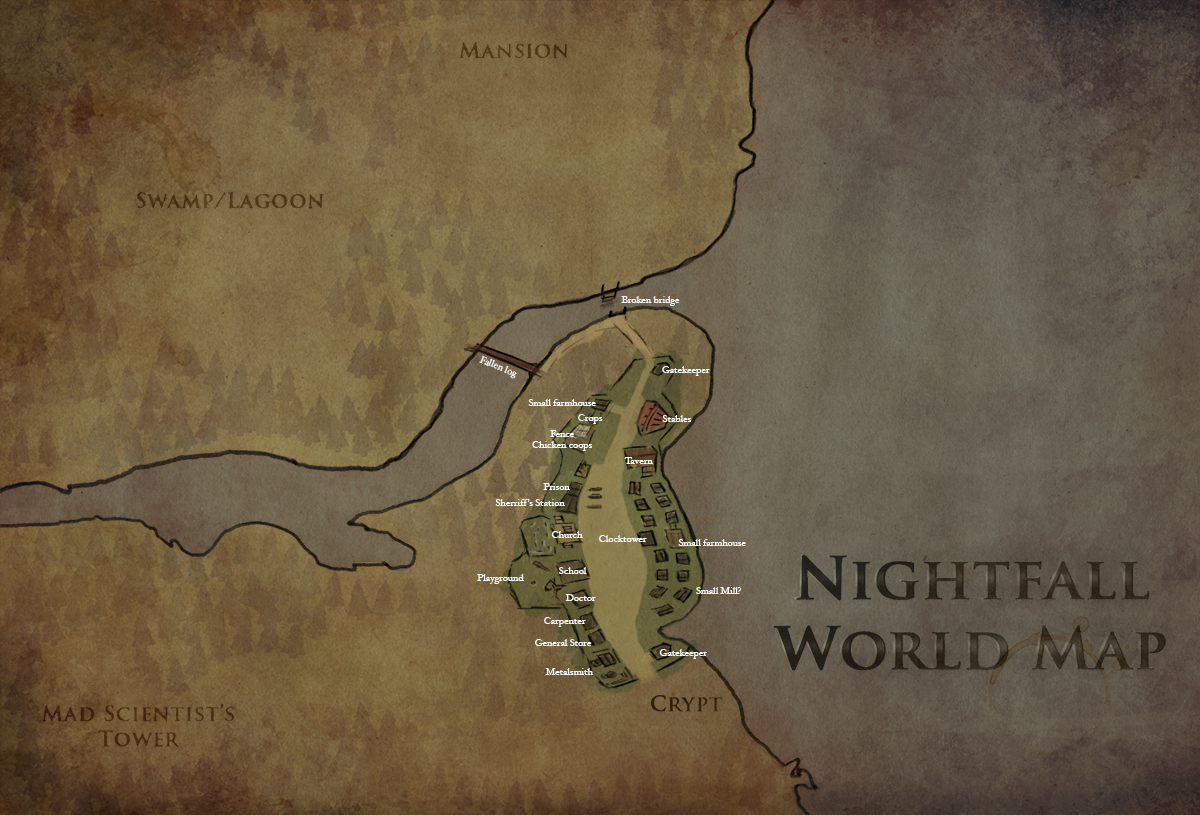 MANSION
SWAMP/LAGOON
Broken bridge
Fallen log
Gatekeeper
Small farmhouse
Crops
Stables
Fence
Chicken coops
Tavern
Prison
Sherriff's Station
Church
Clocktower
Small farmhouse
School
Playground
Small Mill?
Doctor
Carpenter
General Store
Gatekeeper
Metalsmith
NIGHTFALL
WORLD MAP
CRYPT
MAD SCIENTIST'S
TOWER